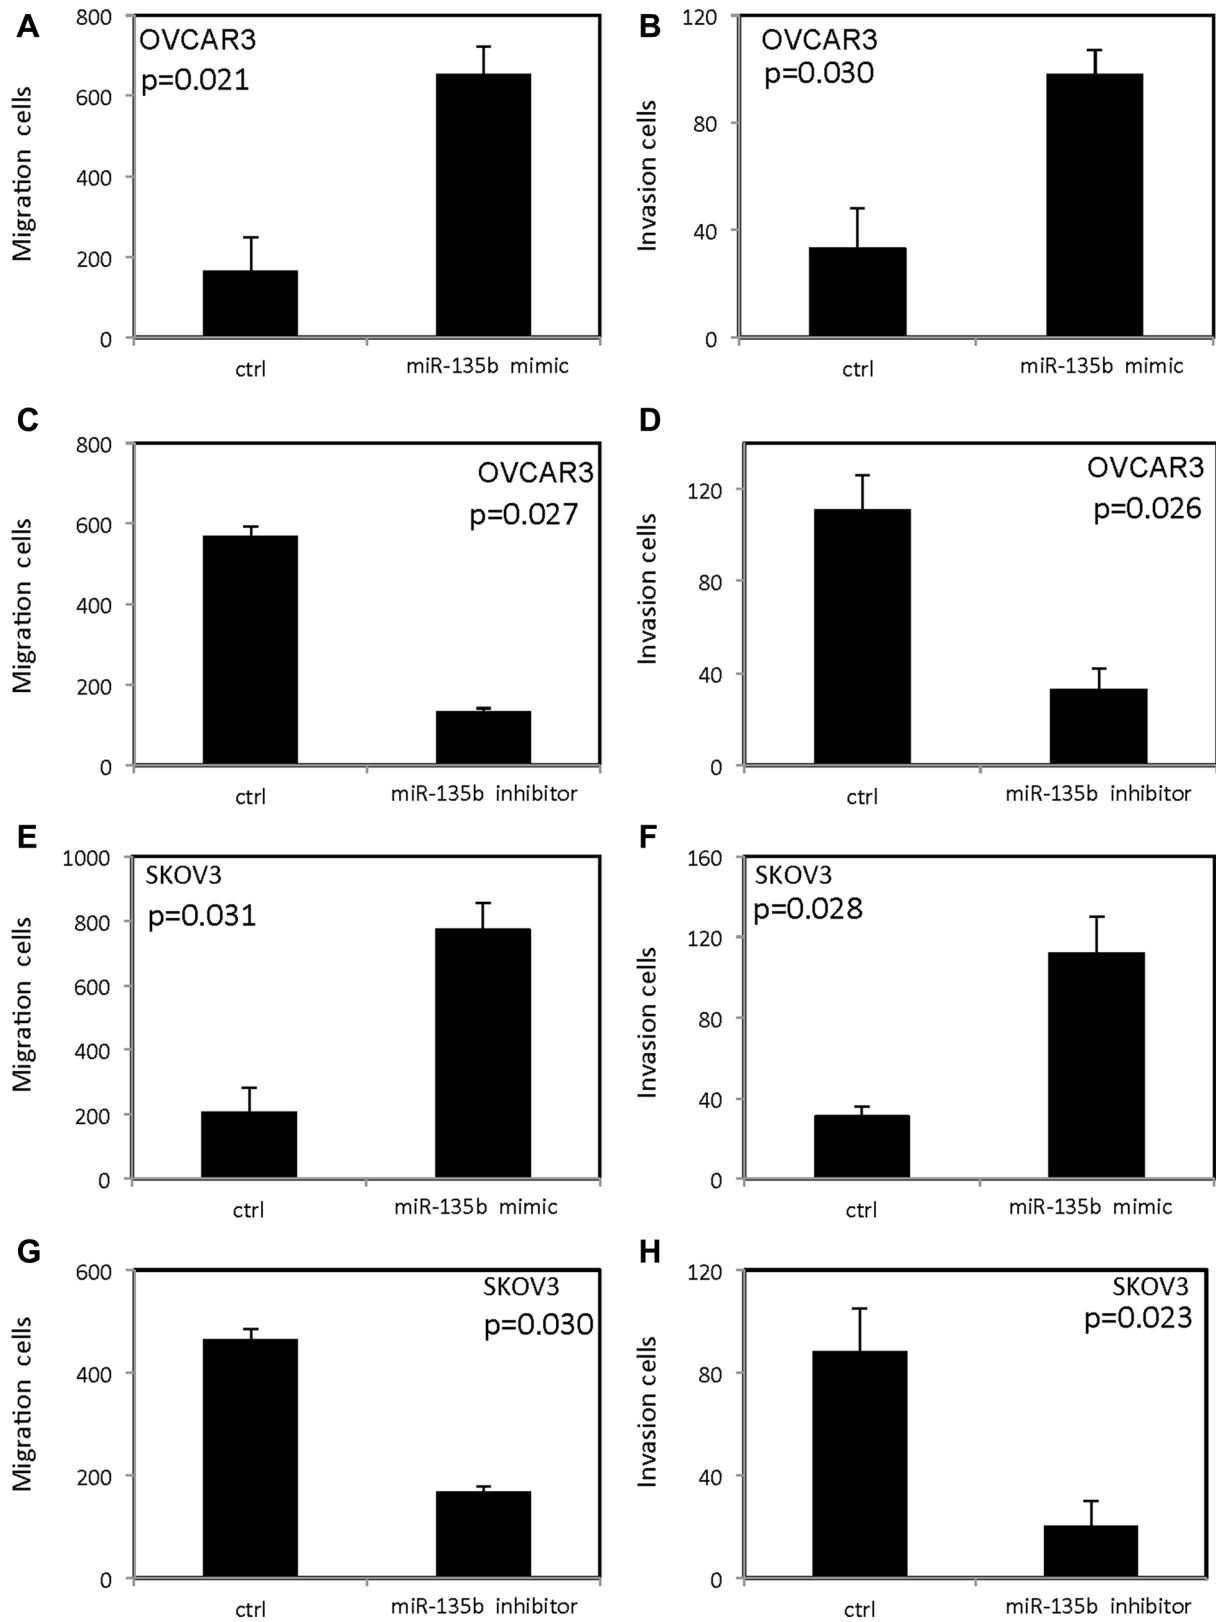 A
Migration cells
800
600
400
200
0
OVCAR3
p=0.021
ctrl
miR-135b mimic
B
Invasion cells
120
80
40
0
OVCAR3
p=0.030
ctrl
miR-135b mimic
C
Migration cells
800
600
400
200
0
OVCAR3
p=0.027
ctrl
miR-135b inhibitor
D
Invasion cells
120
80
40
0
OVCAR3
p=0.026
ctrl
miR-135b inhibitor
E
Migration cells
1000
800
600
400
200
0
SKOV3
p=0.031
ctrl
miR-135b mimic
F
Invasion cells
160
120
80
40
0
SKOV3
p=0.028
ctrl
miR-135b mimic
G
Migration cells
600
400
200
0
SKOV3
p=0.030
ctrl
miR-135b inhibitor
H
Invasion cells
120
80
40
0
SKOV3
p=0.023
ctrl
miR-135b inhibitor